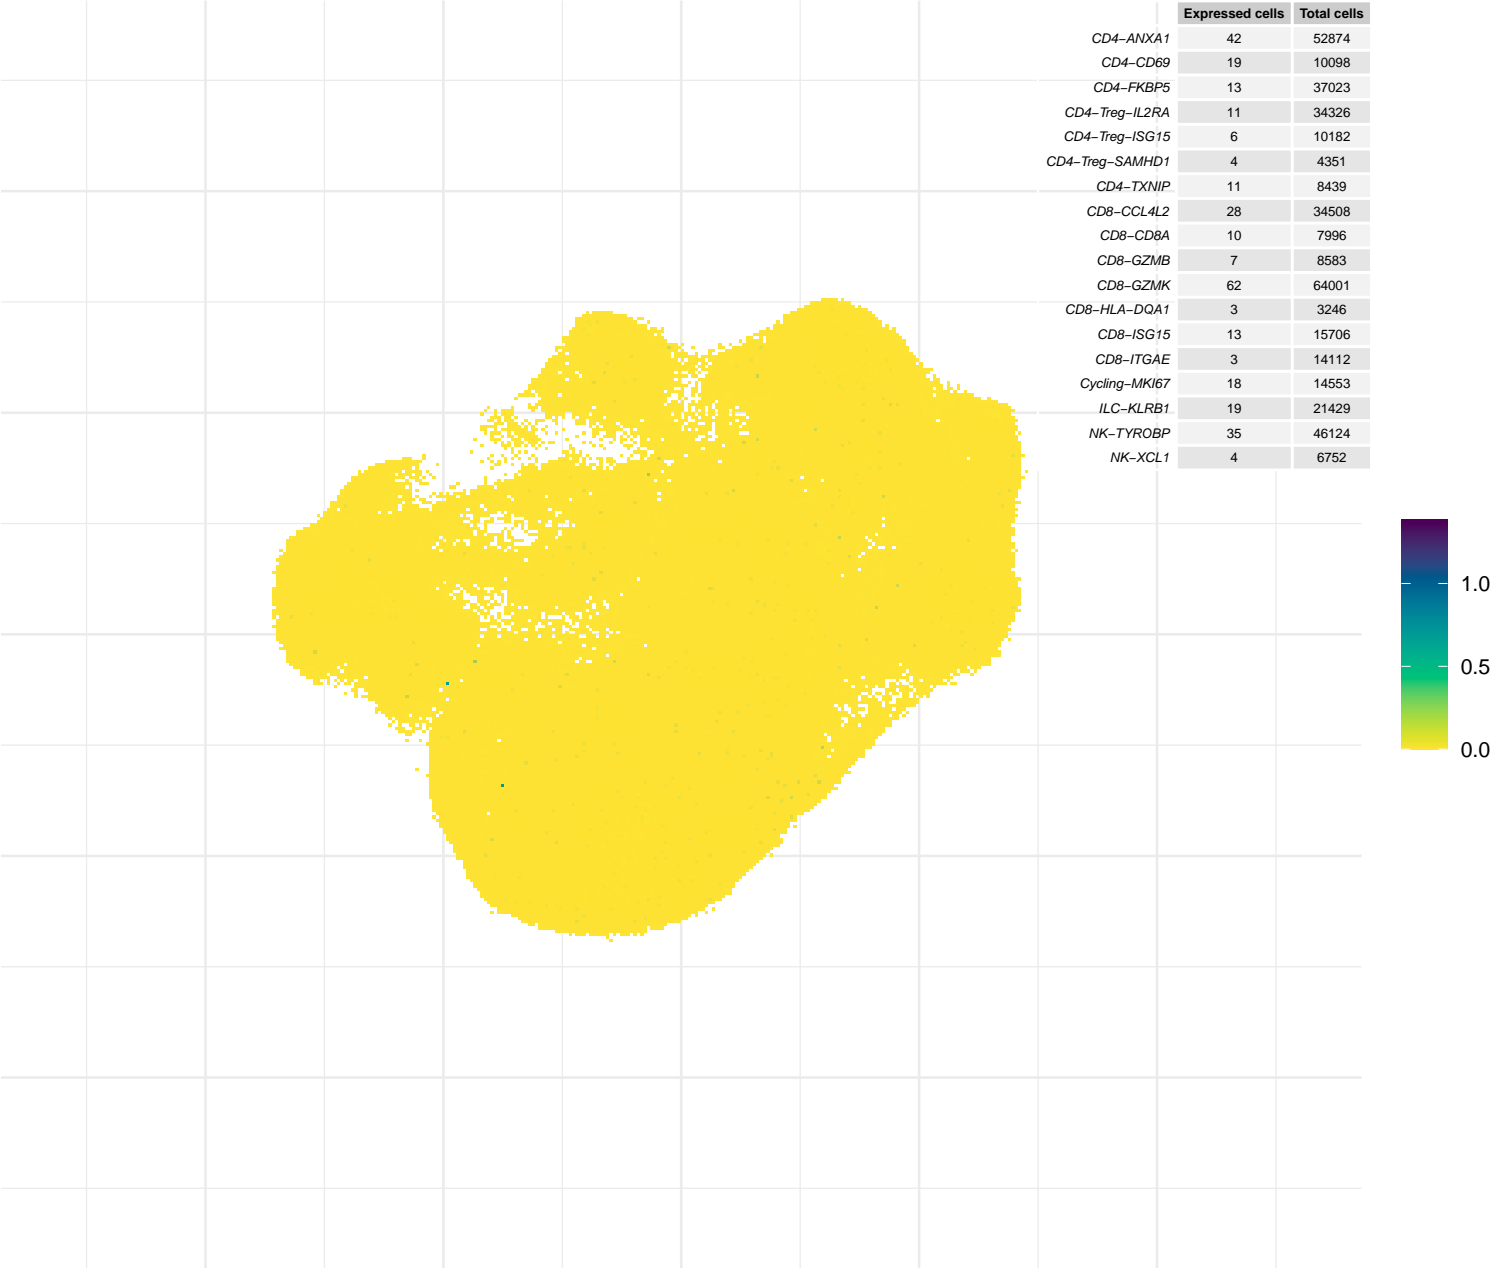 Expressed cells Total cells
CD4−ANXA1 42 52874
CD4−CD69 19 10098
CD4−FKBP5 13 37023
CD4−Treg−IL2RA 11 34326
CD4−Treg−ISG15 6 10182
CD4−Treg−SAMHD1 4 4351
CD4−TXNIP 11 8439
CD8−CCL4L2 28 34508
CD8−CD8A 10 7996
CD8−GZMB 7 8583
CD8−GZMK 62 64001
CD8−HLA−DQA1 3 3246
CD8−ISG15 13 15706
CD8−ITGAE 3 14112
Cycling−MKI67 18 14553
ILC−KLRB1 19 21429
NK−TYROBP 35 46124
NK−XCL1 4 6752
1.0
0.5
0.0